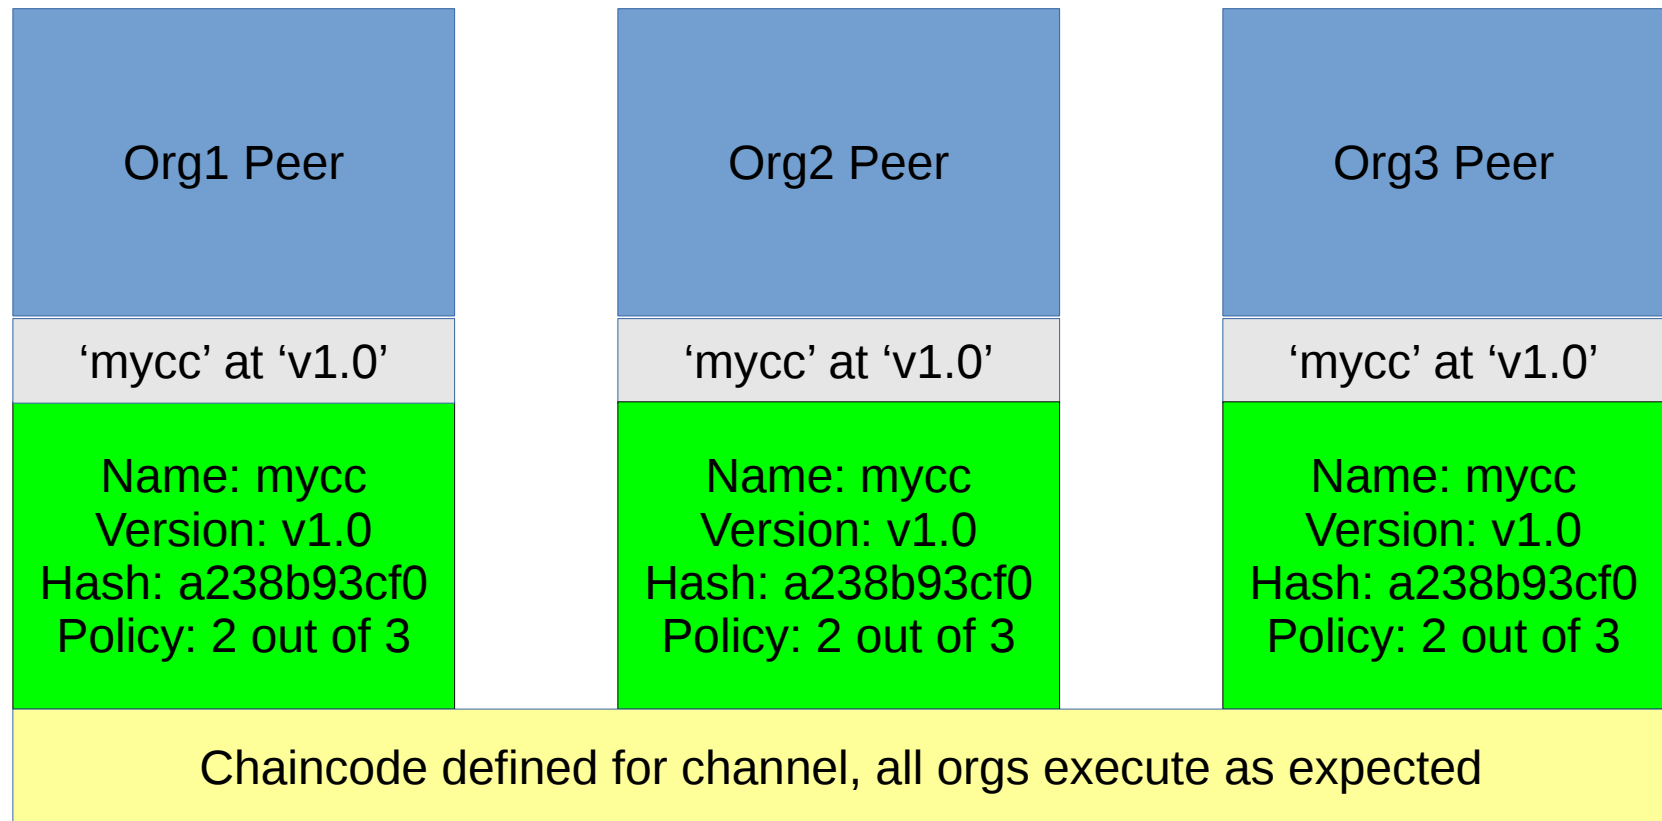 Org1 Peer
Org2 Peer
Org3 Peer
‘mycc’ at ‘v1.0’
‘mycc’ at ‘v1.0’
‘mycc’ at ‘v1.0’
Name: mycc
Version: v1.0
Hash: a238b93cf0
Policy: 2 out of 3
Name: mycc
Version: v1.0
Hash: a238b93cf0
Policy: 2 out of 3
Name: mycc
Version: v1.0
Hash: a238b93cf0
Policy: 2 out of 3
Chaincode defined for channel, all orgs execute as expected